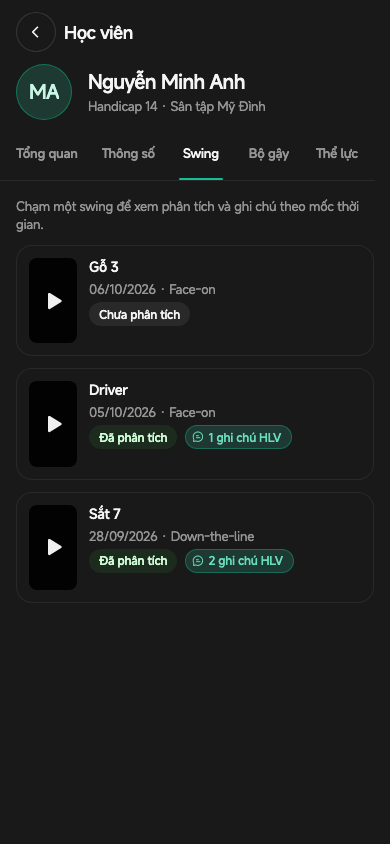 Học viên
MA
Nguyễn Minh Anh
Handicap 14 · Sân tập Mỹ Đình
Tổng quan Thông số Swing Bộ gậy Thể lực
Chạm một swing để xem phân tích và ghi chú theo mốc thời
gian.
Gỗ 3
06/10/2026 · Face-on
Chưa phân tích
Driver
05/10/2026 · Face-on
Đã phân tích 1 ghi chú HLV
Sắt 7
28/09/2026 · Down-the-line
Đã phân tích 2 ghi chú HLV